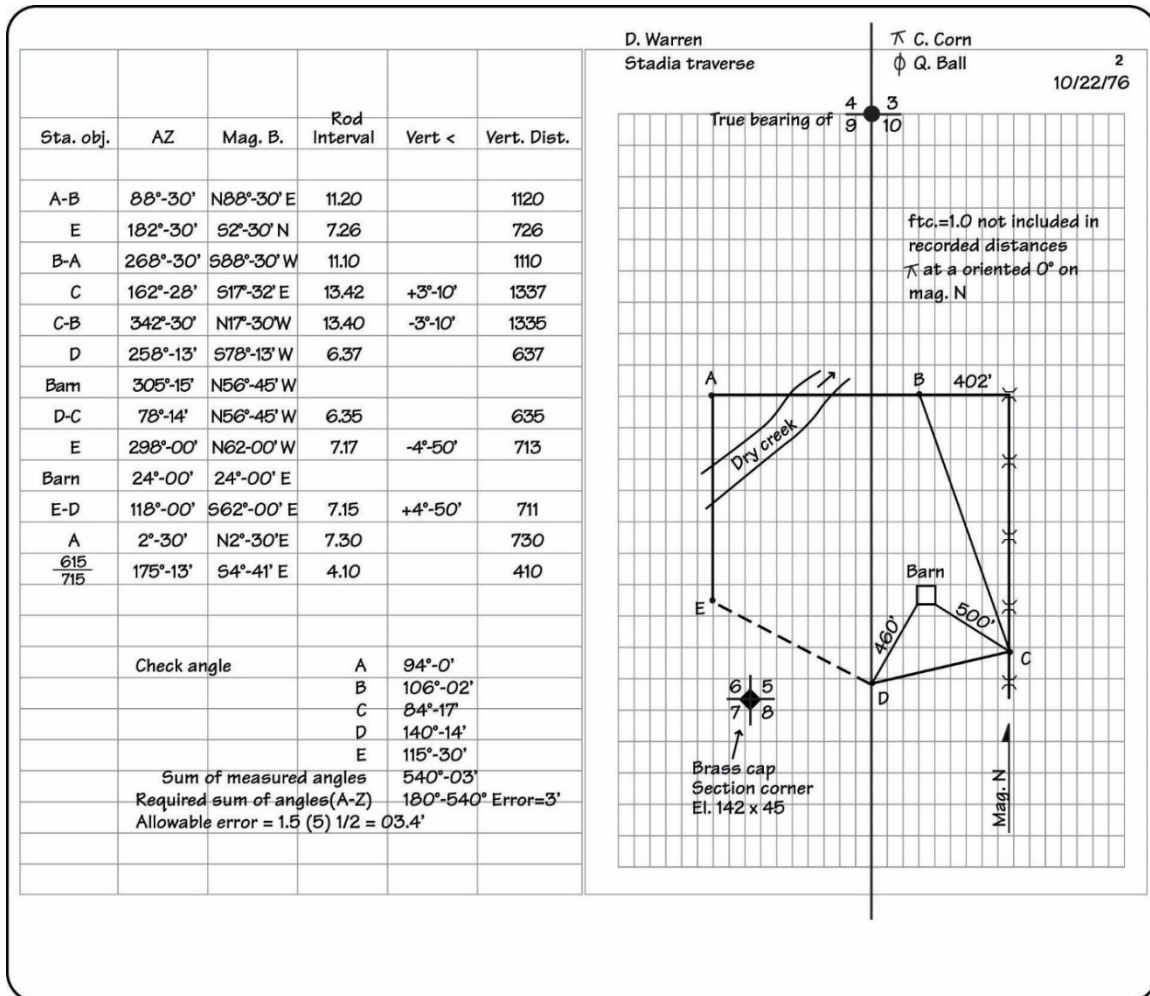 Sta. obj. AZ Mag. B. Rod Interval Vert < Vert. Dist.
A-B 88°-30' N88°-30' E 11.20 1120
E 182°-30' S2°-30' N 7.26 726
B-A 268°-30' S88°-30' W 11.10 1110
C 162°-28' S17°-32' E 13.42 +3°-10' 1337
C-B 342°-30' N17°-30'W 13.40 -3°-10' 1335
D 258°-13' S78°-13' W 6.37 637
Barn 305°-15' N56°-45' W
D-C 78°-14' N56°-45' W 6.35 635
E 298°-00' N62-00' W 7.17 -4°-50' 713
Barn 24°-00' 24°-00' E
E-D 118°-00' S62°-00' E 7.15 +4°-50' 711
A 2°-30' N2°-30'E 7.30 730
615
715 175°-13' S4°-41' E 4.10 410
Check angle A 94°-0'
B 106°-02'
C 84°-17'
D 140°-14'
E 115°-30'
Sum of measured angles 540°-03'
Required sum of angles(A-Z) 180°-540° Error=3'
Allowable error = 1.5 (5) 1/2 = 03.4'
D. Warren
Stadia traverse
⊼ C. Corn
ϕ Q. Ball
2
10/22/76
True bearing of
4 3
9 10
ftc.=1.0 not included in
recorded distances
⊼ at a oriented 0° on
mag. N
A
B
402'
Dry creek
Barn
E
460'
500'
C
D
6 5
7 8
Brass cap
Section corner
El. 142 x 45
Mag. N